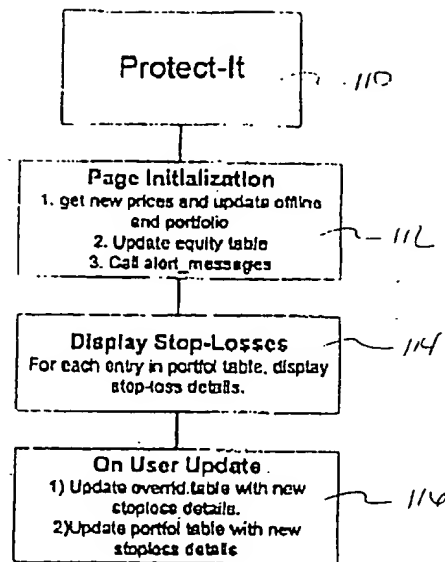 Protect-It
110
Page Initialization
1. get new prices and update offline
and portfolio
2. Update equity table
3. Call alert_messages
112
Display Stop-Losses
For each entry in portfol table, display
stop-loss details.
114
On User Update
1) Update overrid.table with new
stoploss details.
2)Update portfol table with new
stoploss details
116